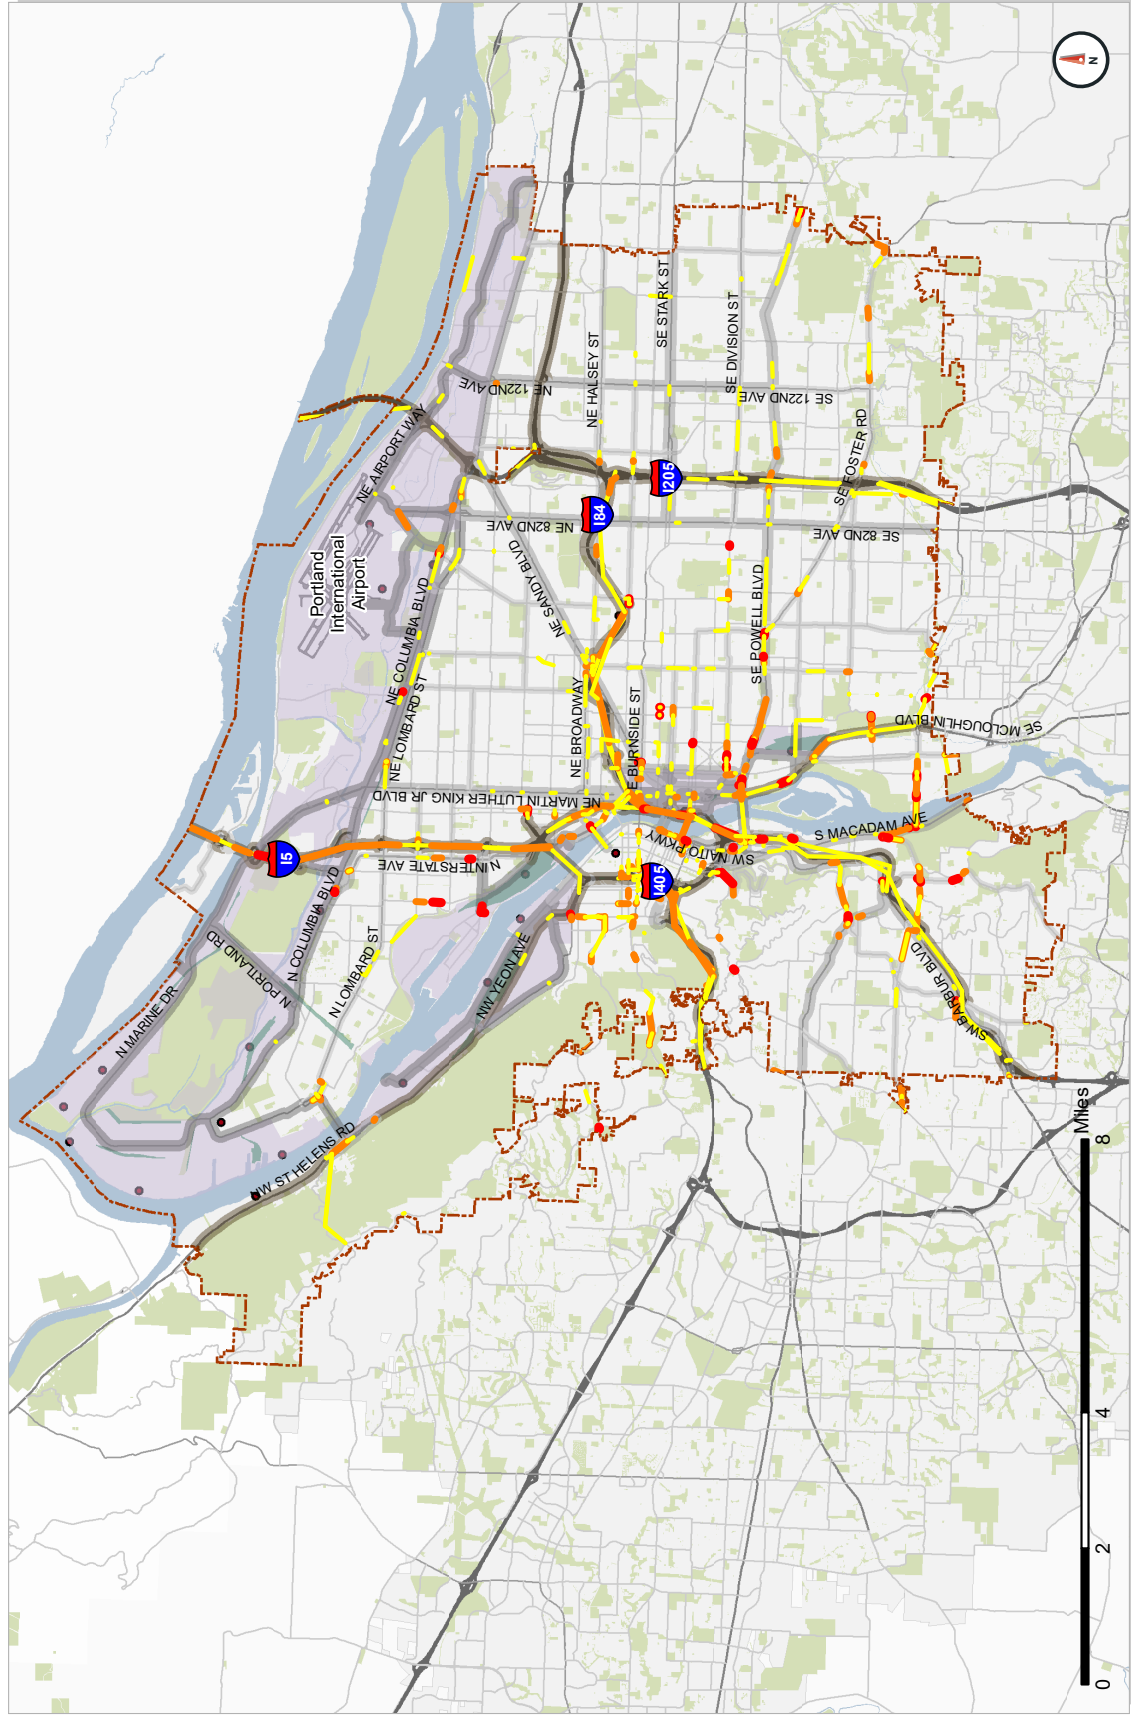 N
NE AIRPORT WAY
Portland
International
Airport
NE 122ND AVE
NE HALSEY ST
SE STARK ST
SE DIVISION ST
SE 122ND AVE
SE FOSTER RD
I205
I84
NE 82ND AVE
SE 82ND AVE
NE SANDY BLVD
NE COLUMBIA BLVD
NE LOMBARD ST
SE POWELL BLVD
NE BROADWAY
E BURNSIDE ST
SE MCLOUGHLIN BLVD
NE MARTIN LUTHER KING JR BLVD
I5
N INTERSTATE AVE
SW NAITO PKWY
S MACADAM AVE
I405
N COLUMBIA BLVD
N PORTLAND RD
N MARINE DR
N LOMBARD ST
NW YEON AVE
SW BARBUR BLVD
NW ST HELENS RD
Miles
0 2 4 8